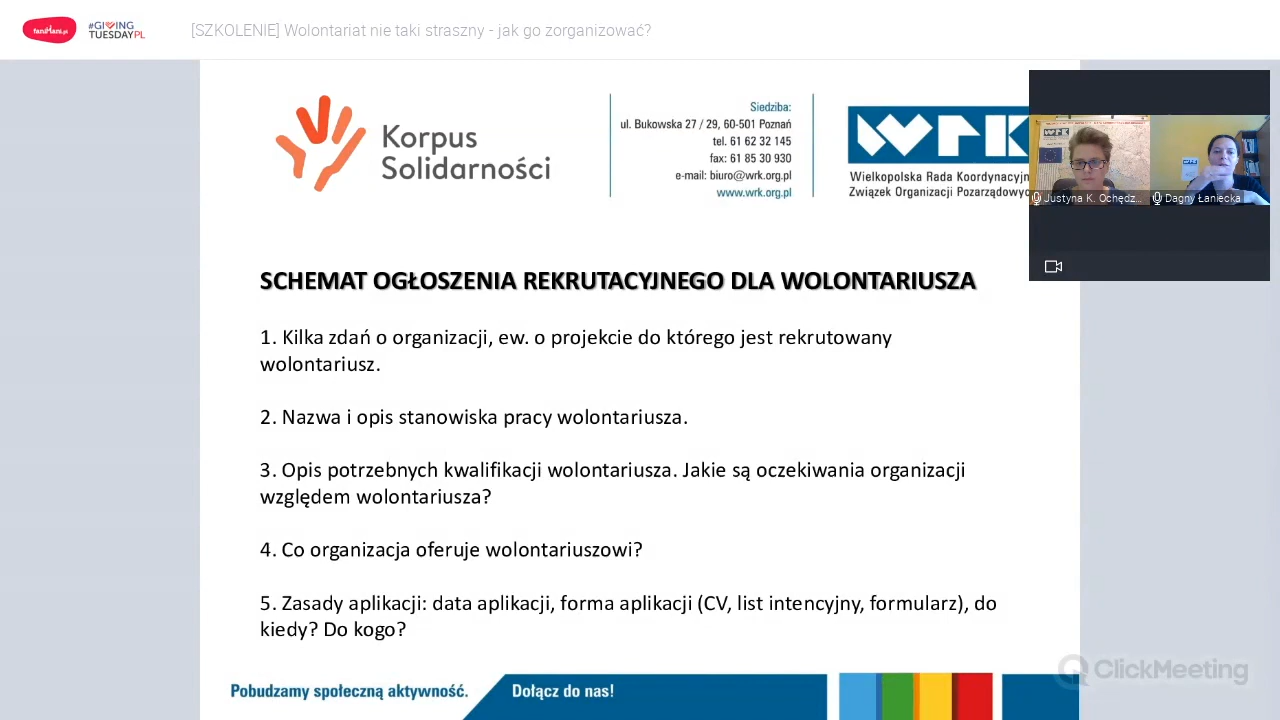 faniMani.pl
#GIVING
TUESDAYPL
[SZKOLENIE] Wolontariat nie taki straszny - jak go zorganizować?
Korpus
Solidarności
Siedziba:
ul. Bukowska 27 / 29, 60-501 Poznań
tel. 61 62 32 145
fax: 61 85 30 930
e-mail: biuro@wrk.org.pl
www.wrk.org.pl
WRK
Wielkopolska Rada Koordynacyjn
Związek Organizacji Pozarządowyc
Justyna K. Ochędz...
Dagny Łaniecka
SCHEMAT OGŁOSZENIA REKRUTACYJNEGO DLA WOLONTARIUSZA
1. Kilka zdań o organizacji, ew. o projekcie do którego jest rekrutowany
wolontariusz.
2. Nazwa i opis stanowiska pracy wolontariusza.
3. Opis potrzebnych kwalifikacji wolontariusza. Jakie są oczekiwania organizacji
względem wolontariusza?
4. Co organizacja oferuje wolontariuszowi?
5. Zasady aplikacji: data aplikacji, forma aplikacji (CV, list intencyjny, formularz), do
kiedy? Do kogo?
ClickMeeting
Pobudzamy społeczną aktywność.
Dołącz do nas!